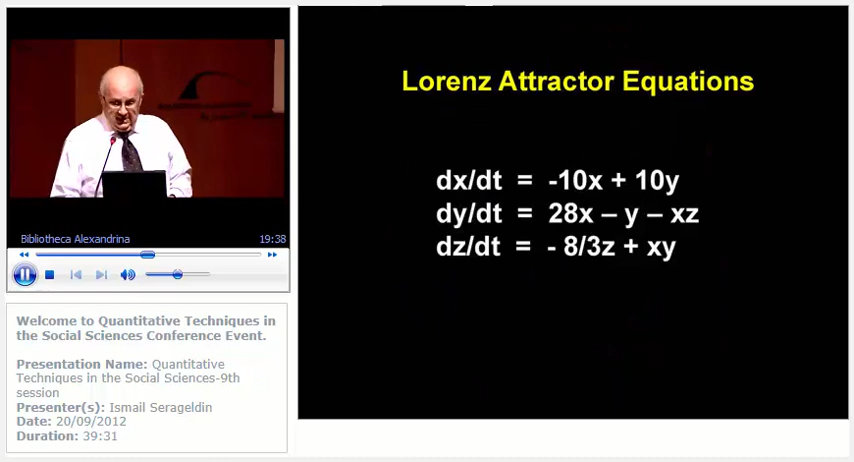 Lorenz Attractor Equations
dx/dt = -10x + 10y
dy/dt = 28x – y – xz
dz/dt = - 8/3z + xy
Bibliotheca Alexandrina 19:38
Welcome to Quantitative Techniques in
the Social Sciences Conference Event.
Presentation Name: Quantitative
Techniques in the Social Sciences-9th
session
Presenter(s): Ismail Serageldin
Date: 20/09/2012
Duration: 39:31